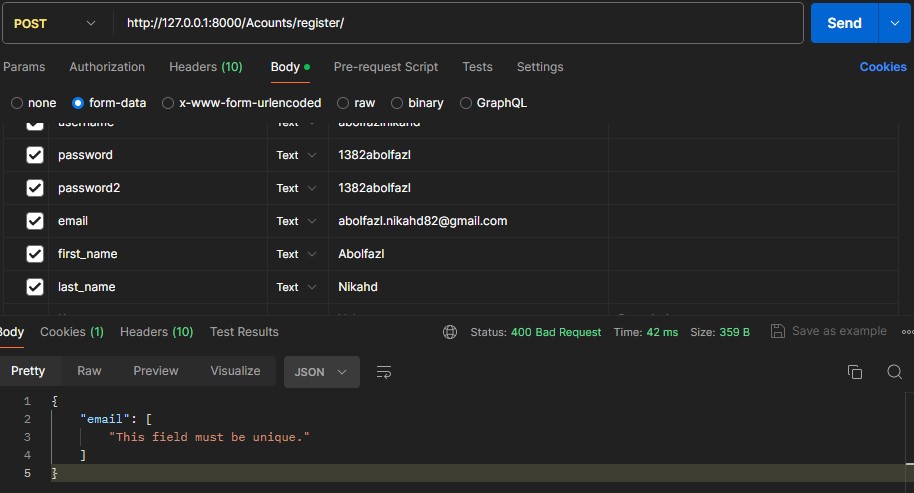 POST http://127.0.0.1:8000/Acounts/register/ Send
Params Authorization Headers (10) Body Pre-request Script Tests Settings Cookies
none form-data x-www-form-urlencoded raw binary GraphQL
username Text abolfazlnikahd
password Text 1382abolfazl
password2 Text 1382abolfazl
email Text abolfazl.nikahd82@gmail.com
first_name Text Abolfazl
last_name Text Nikahd
Body Cookies (1) Headers (10) Test Results Status: 400 Bad Request Time: 42 ms Size: 359 B Save as example
Pretty Raw Preview Visualize JSON
1 {
2 "email": [
3 "This field must be unique."
4 ]
5 }